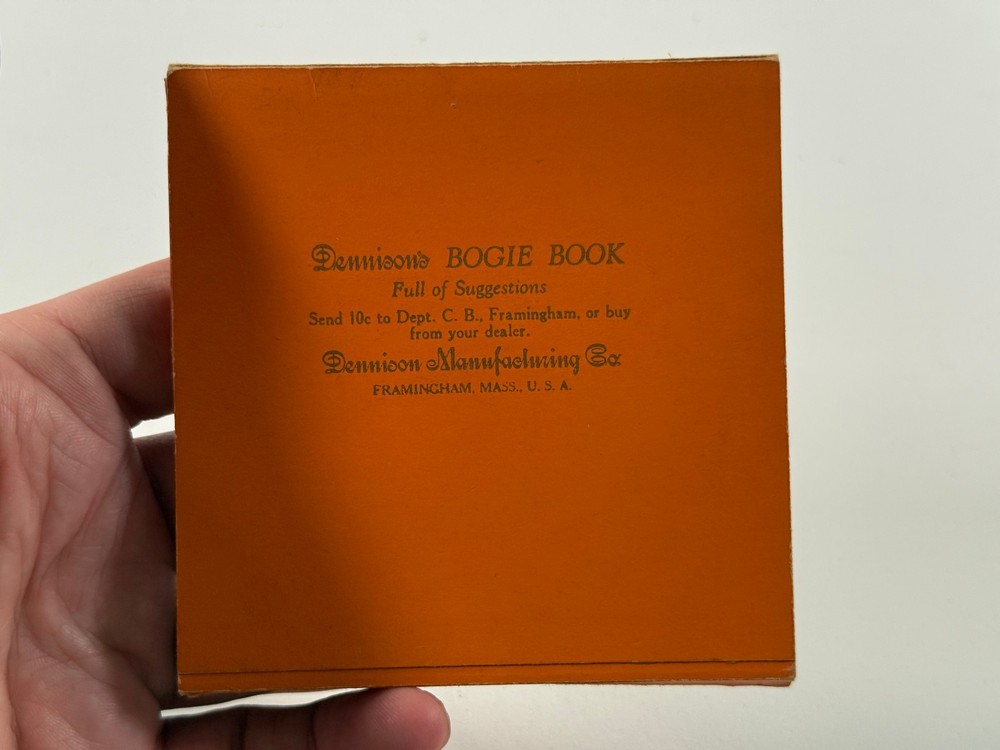 Dennison's BOGIE BOOK
Full of Suggestions
Send 10c to Dept. C. B., Framingham, or buy
from your dealer.
Dennison Manufacturing Co.
FRAMINGHAM, MASS., U. S. A.